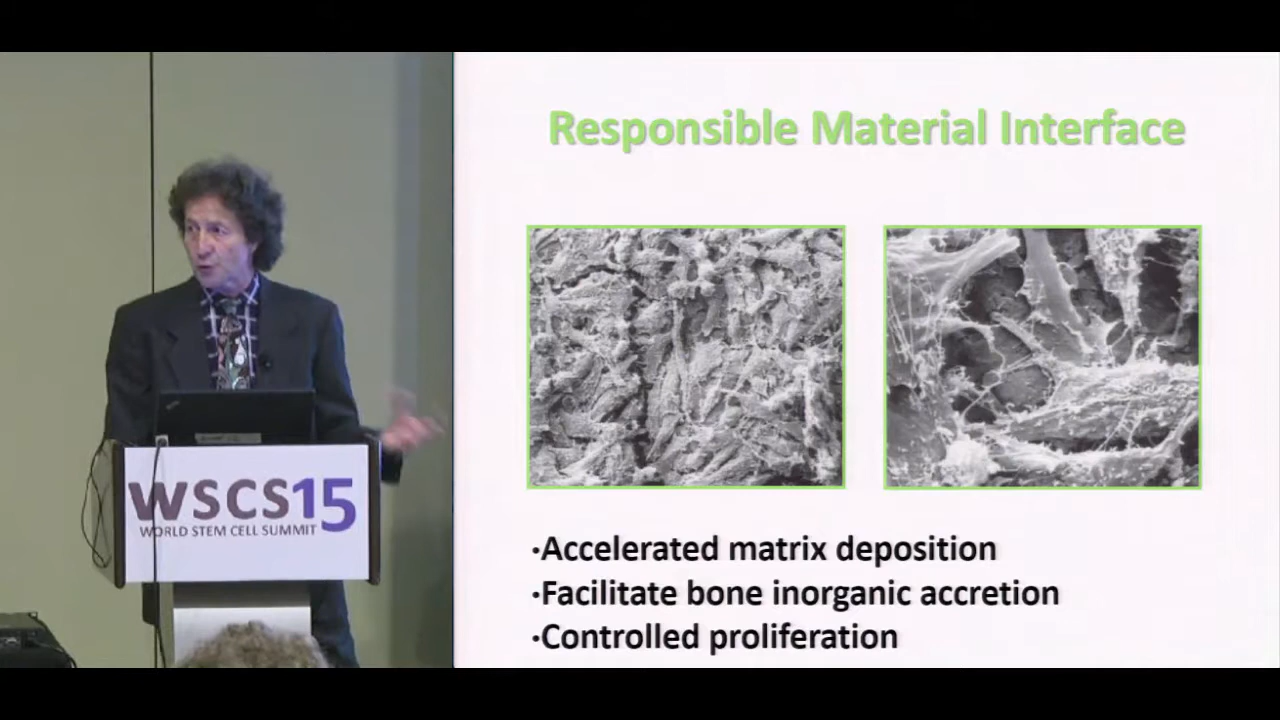 Responsible Material Interface
•Accelerated matrix deposition
•Facilitate bone inorganic accretion
•Controlled proliferation
WSCS15
WORLD STEM CELL SUMMIT